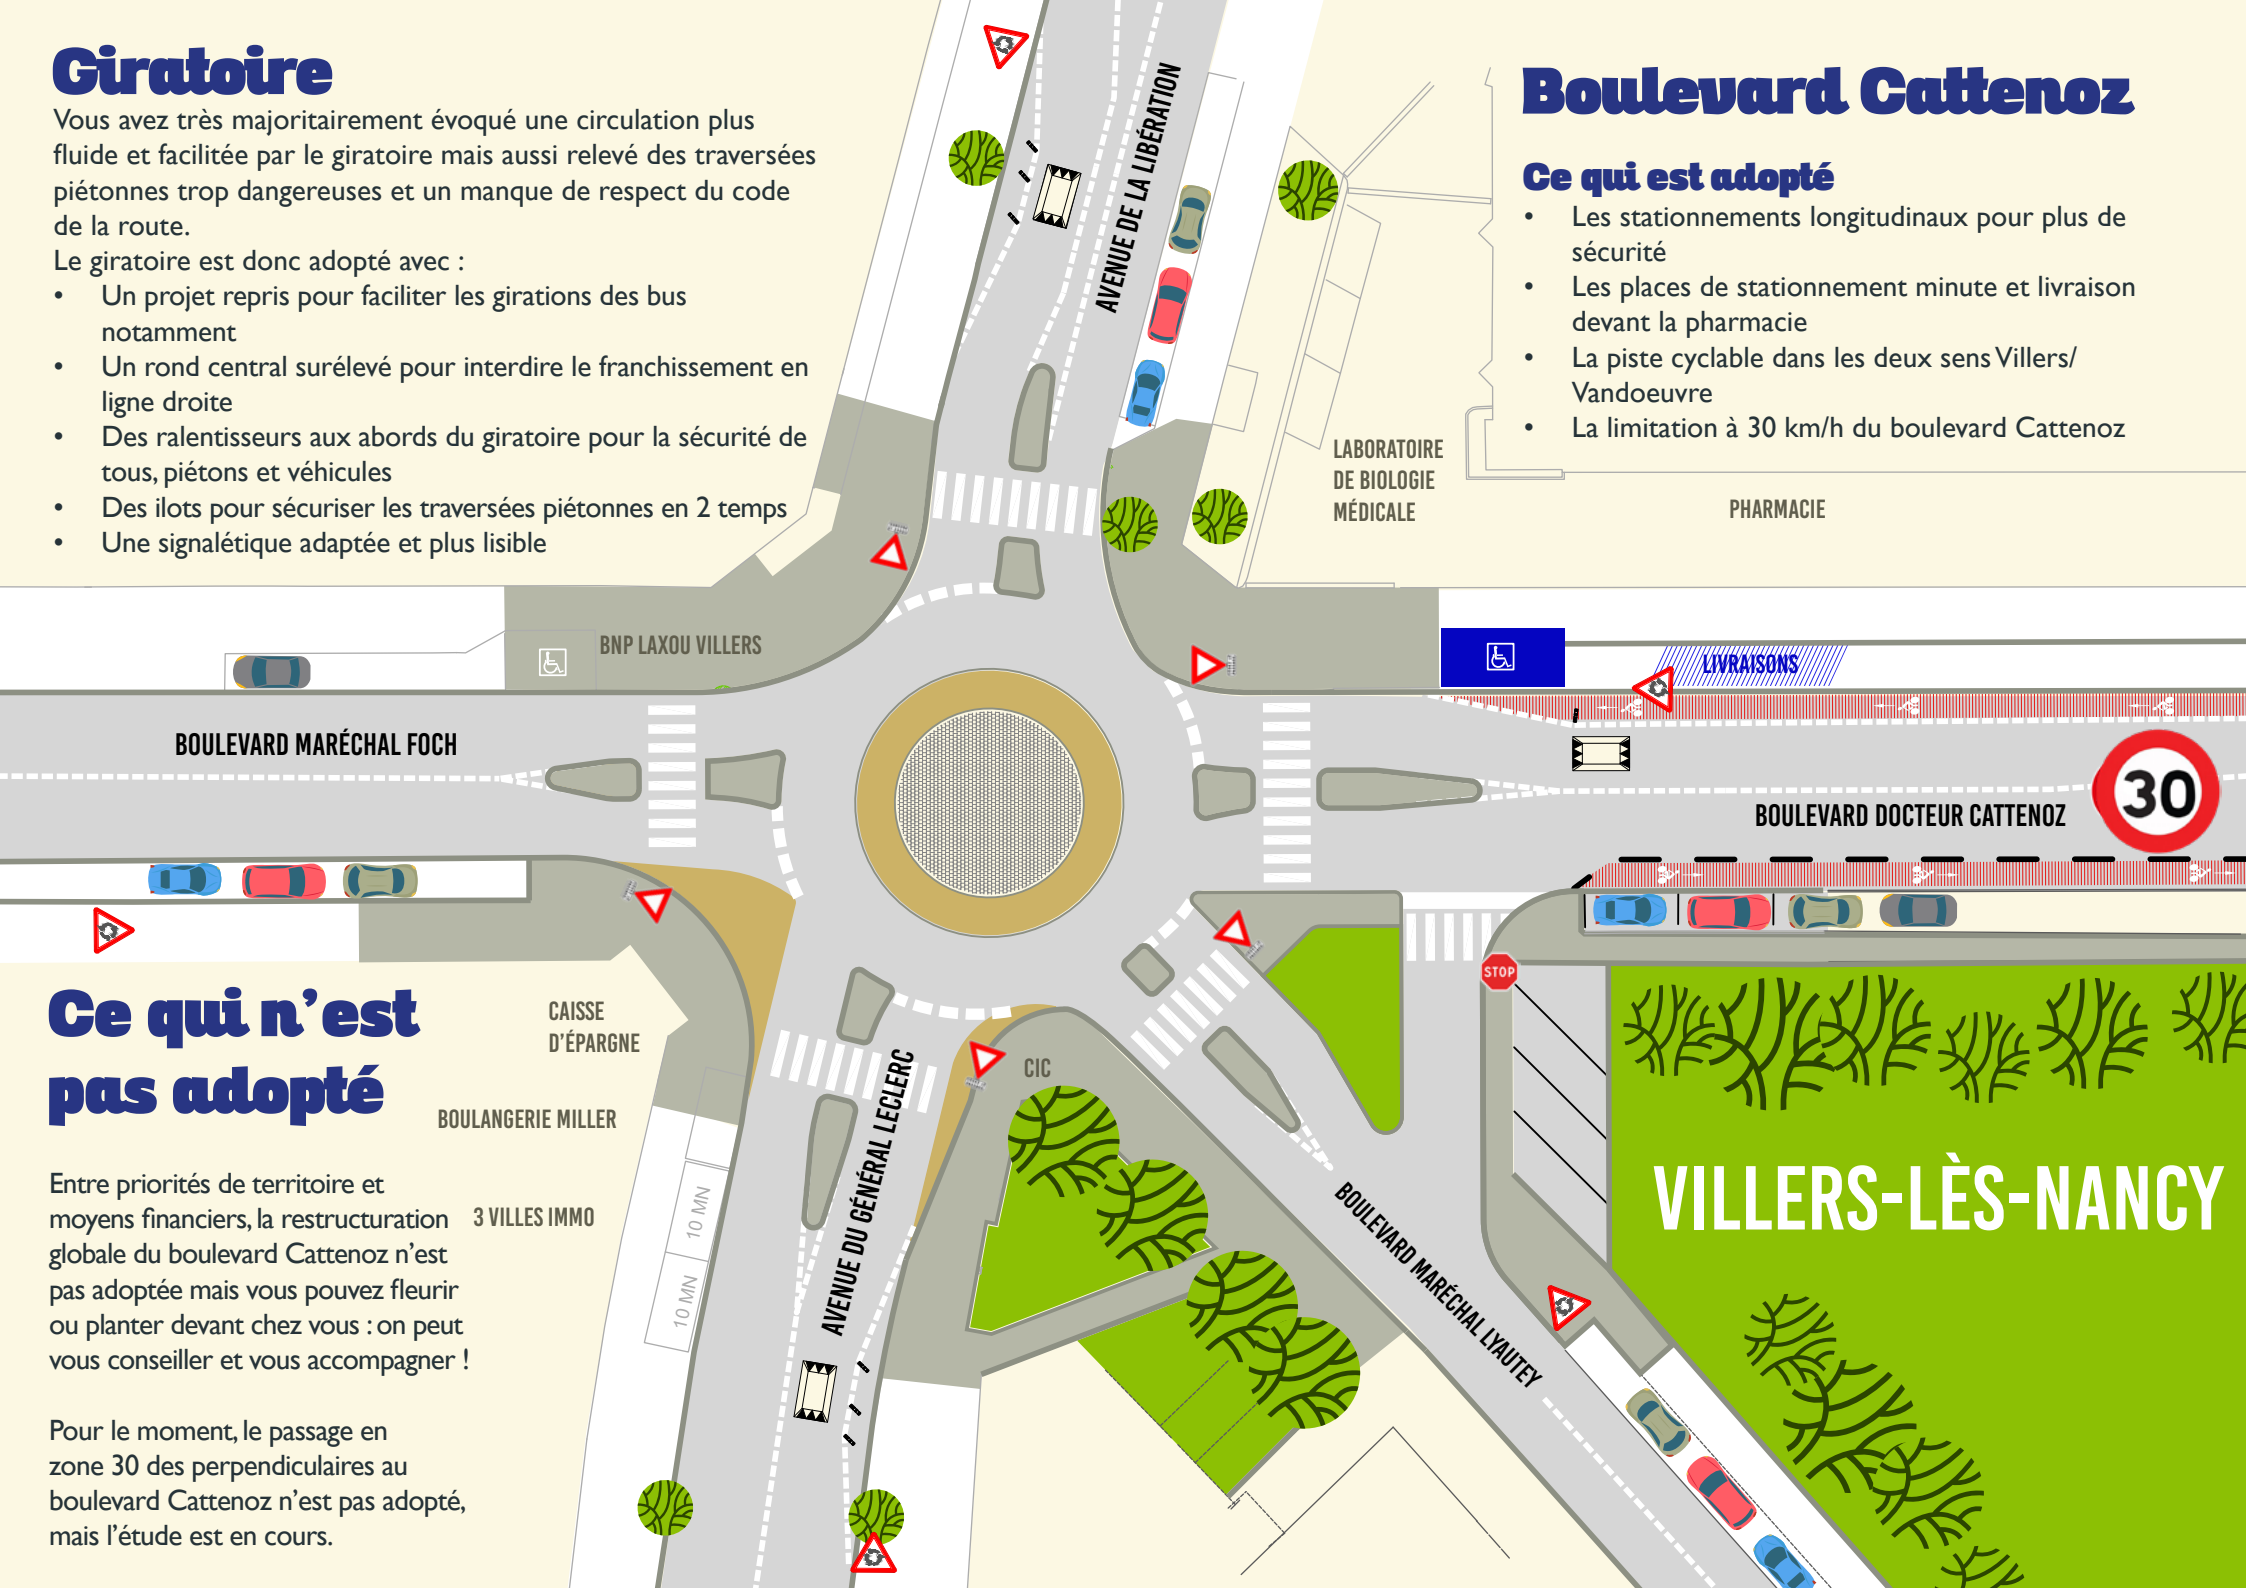 Giratoire
Vous avez très majoritairement évoqué une circulation plus
fluide et facilitée par le giratoire mais aussi relevé des traversées
piétonnes trop dangereuses et un manque de respect du code
de la route.
Le giratoire est donc adopté avec :
• Un projet repris pour faciliter les girations des bus
notamment
• Un rond central surélevé pour interdire le franchissement en
ligne droite
• Des ralentisseurs aux abords du giratoire pour la sécurité de
tous, piétons et véhicules
• Des ilots pour sécuriser les traversées piétonnes en 2 temps
• Une signalétique adaptée et plus lisible
AVENUE DE LA LIBÉRATION
Boulevard Cattenoz
Ce qui est adopté
• Les stationnements longitudinaux pour plus de
sécurité
• Les places de stationnement minute et livraison
devant la pharmacie
• La piste cyclable dans les deux sens Villers/
Vandoeuvre
• La limitation à 30 km/h du boulevard Cattenoz
LABORATOIRE
DE BIOLOGIE
MÉDICALE
PHARMACIE
BNP LAXOU VILLERS
LIVRAISONS
BOULEVARD MARÉCHAL FOCH
BOULEVARD DOCTEUR CATTENOZ
30
STOP
Ce qui n'est
pas adopté
Entre priorités de territoire et
moyens financiers, la restructuration
globale du boulevard Cattenoz n'est
pas adoptée mais vous pouvez fleurir
ou planter devant chez vous : on peut
vous conseiller et vous accompagner !
Pour le moment, le passage en
zone 30 des perpendiculaires au
boulevard Cattenoz n'est pas adopté,
mais l'étude est en cours.
CAISSE
D'ÉPARGNE
BOULANGERIE MILLER
3 VILLES IMMO
10 MN
10 MN
AVENUE DU GÉNÉRAL LECLERC
CIC
BOULEVARD MARÉCHAL LYAUTEY
VILLERS-LÈS-NANCY